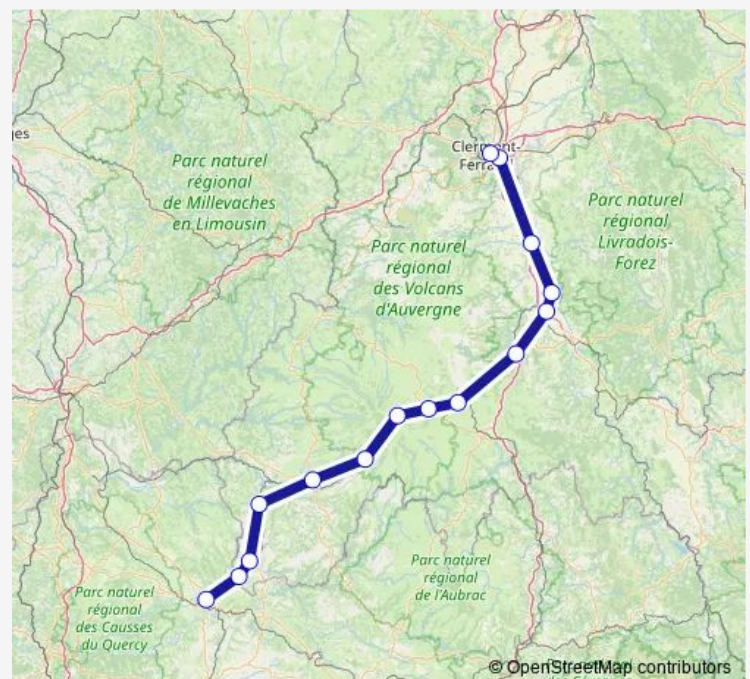 ges
Clermont-
Parc naturel
régional
de Millevaches
en Limousin
Parc naturel
régional
Livradois-
Forez
Parc naturel
régional
des Volcans
d'Auvergne
Parc naturel
régional
de l'Aubrac
Parc naturel
régional
des Causses
du Quercy
© OpenStreetMap contributors